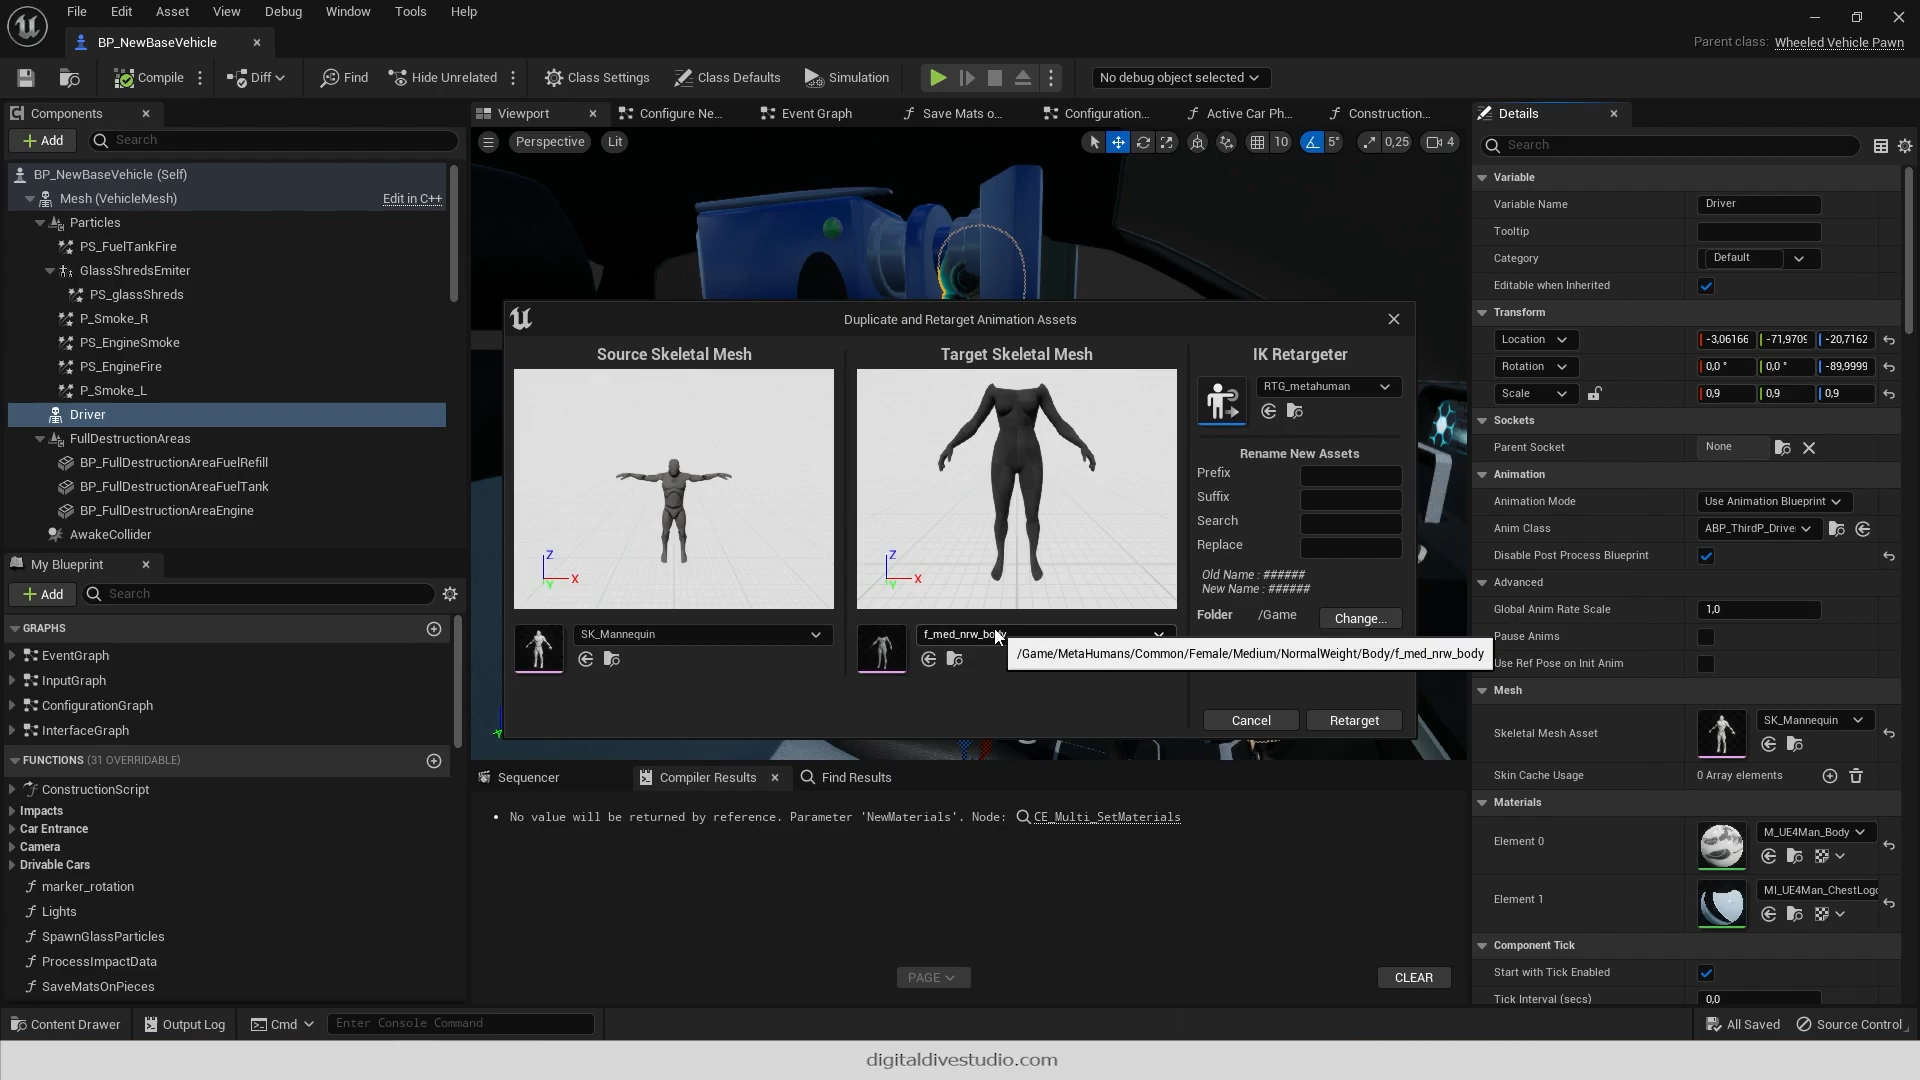 File Edit Asset View Debug Window Tools Help
BP_NewBaseVehicle
Parent class: Wheeled Vehicle Pawn
Compile Diff Find Hide Unrelated Class Settings Class Defaults Simulation No debug object selected
Components
Add Search
BP_NewBaseVehicle (Self)
Mesh (VehicleMesh) Edit in C++
Particles
PS_FuelTankFire
GlassShredsEmiter
PS_glassShreds
P_Smoke_R
PS_EngineSmoke
PS_EngineFire
P_Smoke_L
Driver
FullDestructionAreas
BP_FullDestructionAreaFuelRefill
BP_FullDestructionAreaFuelTank
BP_FullDestructionAreaEngine
AwakeCollider
My Blueprint
Add Search
GRAPHS
EventGraph
InputGraph
ConfigurationGraph
InterfaceGraph
FUNCTIONS (31 OVERRIDABLE)
ConstructionScript
Impacts
Car Entrance
Camera
Drivable Cars
marker_rotation
Lights
SpawnGlassParticles
ProcessImpactData
SaveMatsOnPieces
Viewport Configure Ne... Event Graph Save Mats o... Configuration... Active Car Ph... Construction...
Perspective Lit 10 5° 0,25 4
Duplicate and Retarget Animation Assets
Source Skeletal Mesh
Z
X
Y
SK_Mannequin
Target Skeletal Mesh
Z
X
Y
/Game/MetaHumans/Common/Female/Medium/NormalWeight/Body/f_med_nrw_body
IK Retargeter
RTG_metahuman
Rename New Assets
Prefix
Suffix
Search
Replace
Old Name : ######
New Name : ######
Folder /Game Change...
Cancel Retarget
Sequencer Compiler Results Find Results
No value will be returned by reference. Parameter 'NewMaterials'. Node: CE_Multi_SetMaterials
PAGE CLEAR
Details
Search
Variable
Variable Name Driver
Tooltip
Category Default
Editable when Inherited
Transform
Location -3,06166 -71,9709 -20,7162
Rotation 0,0 ° 0,0 ° -89,9999
Scale 0,9 0,9 0,9
Sockets
Parent Socket None
Animation
Animation Mode Use Animation Blueprint
Anim Class ABP_ThirdP_Drive
Disable Post Process Blueprint
Advanced
Global Anim Rate Scale 1,0
Pause Anims
Use Ref Pose on Init Anim
Mesh
Skeletal Mesh Asset SK_Mannequin
Skin Cache Usage 0 Array elements
Materials
Element 0 M_UE4Man_Body
Element 1 MI_UE4Man_ChestLogo
Component Tick
Start with Tick Enabled
Tick Interval (secs) 0,0
Content Drawer Output Log Cmd Enter Console Command All Saved Source Control
digitaldivestudio.com